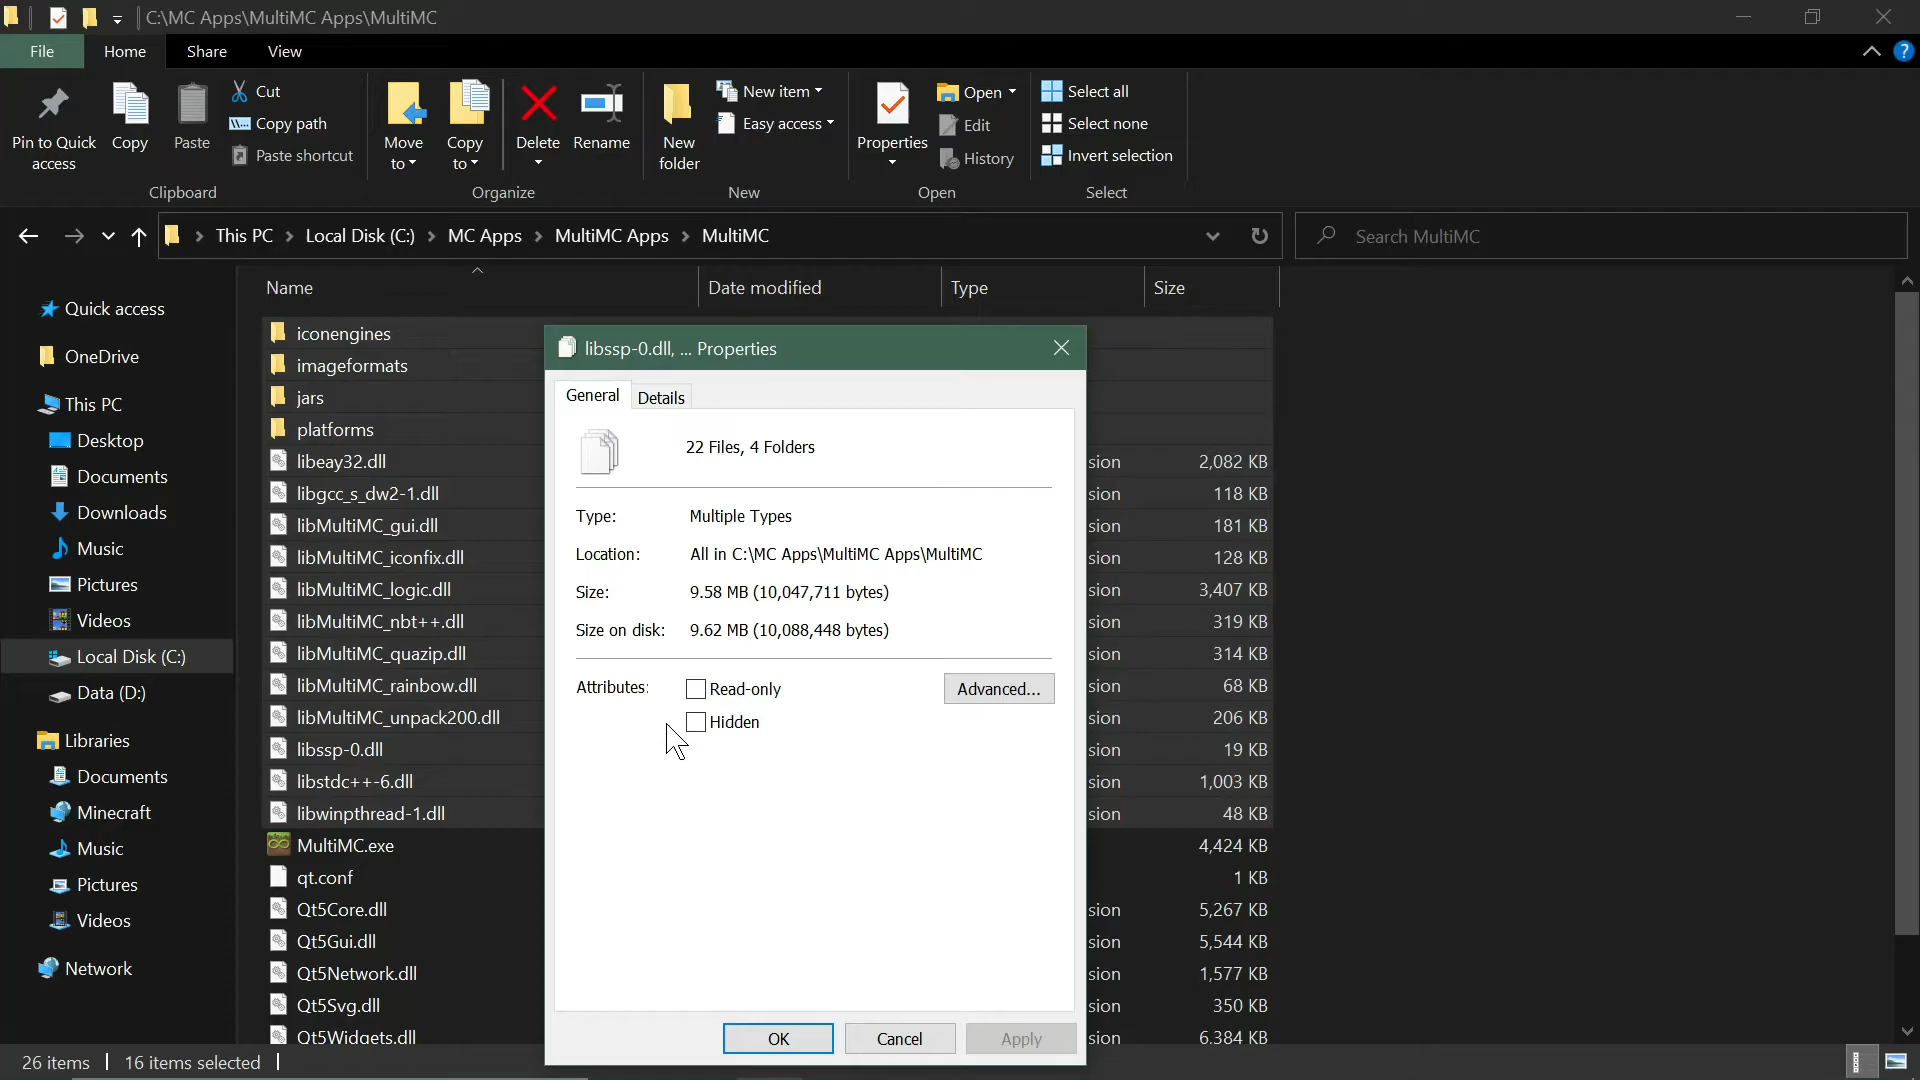 C:\MC Apps\MultiMC Apps\MultiMC
File
Home
Share
View
?
Pin to Quick access
Copy
Paste
Cut
Copy path
Paste shortcut
Clipboard
Move to
Copy to
Delete
Rename
Organize
New folder
New item
Easy access
New
Properties
Open
Edit
History
Open
Select all
Select none
Invert selection
Select
This PC
Local Disk (C:)
MC Apps
MultiMC Apps
MultiMC
Search MultiMC
Quick access
OneDrive
This PC
Desktop
Documents
Downloads
Music
Pictures
Videos
Local Disk (C:)
Data (D:)
Libraries
Documents
Minecraft
Music
Pictures
Videos
Network
Name
Date modified
Type
Size
iconengines
imageformats
jars
platforms
libeay32.dll sion 2,082 KB
libgcc_s_dw2-1.dll sion 118 KB
libMultiMC_gui.dll sion 181 KB
libMultiMC_iconfix.dll sion 128 KB
libMultiMC_logic.dll sion 3,407 KB
libMultiMC_nbt++.dll sion 319 KB
libMultiMC_quazip.dll sion 314 KB
libMultiMC_rainbow.dll sion 68 KB
libMultiMC_unpack200.dll sion 206 KB
libssp-0.dll sion 19 KB
libstdc++-6.dll sion 1,003 KB
libwinpthread-1.dll sion 48 KB
MultiMC.exe 4,424 KB
qt.conf 1 KB
Qt5Core.dll sion 5,267 KB
Qt5Gui.dll sion 5,544 KB
Qt5Network.dll sion 1,577 KB
Qt5Svg.dll sion 350 KB
Qt5Widgets.dll sion 6,384 KB
libssp-0.dll, ... Properties
General
Details
22 Files, 4 Folders
Type: Multiple Types
Location: All in C:\MC Apps\MultiMC Apps\MultiMC
Size: 9.58 MB (10,047,711 bytes)
Size on disk: 9.62 MB (10,088,448 bytes)
Attributes: Read-only
Advanced...
Hidden
OK
Cancel
Apply
26 items
16 items selected